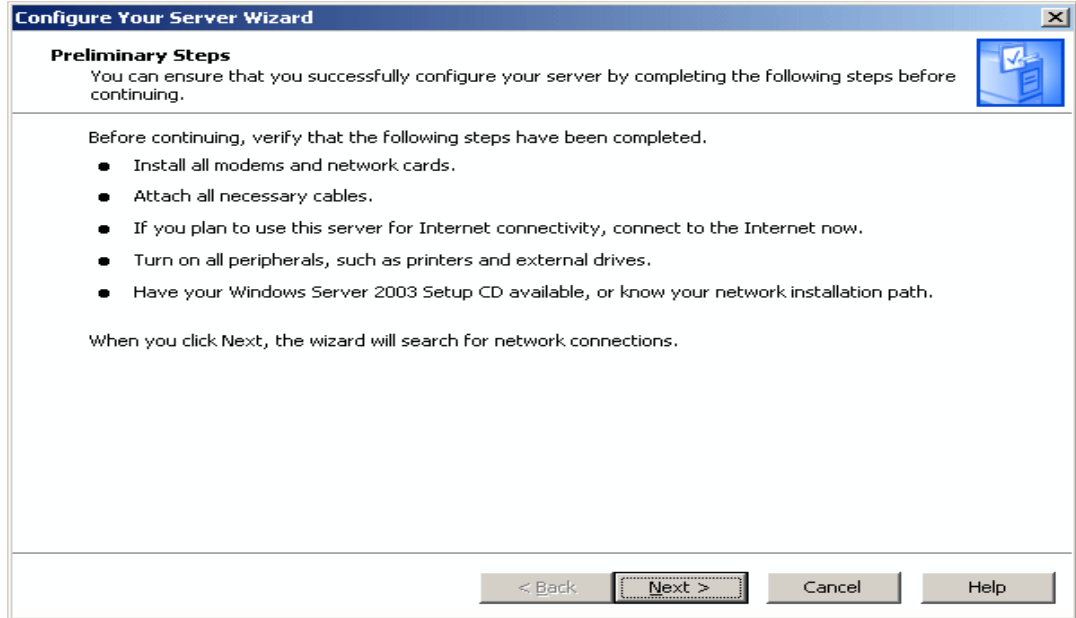 Configure Your Server Wizard
Preliminary Steps
You can ensure that you successfully configure your server by completing the following steps before
continuing.
Before continuing, verify that the following steps have been completed.
Install all modems and network cards.
Attach all necessary cables.
If you plan to use this server for Internet connectivity, connect to the Internet now.
Turn on all peripherals, such as printers and external drives.
Have your Windows Server 2003 Setup CD available, or know your network installation path.
When you click Next, the wizard will search for network connections.
< Back Next > Cancel Help